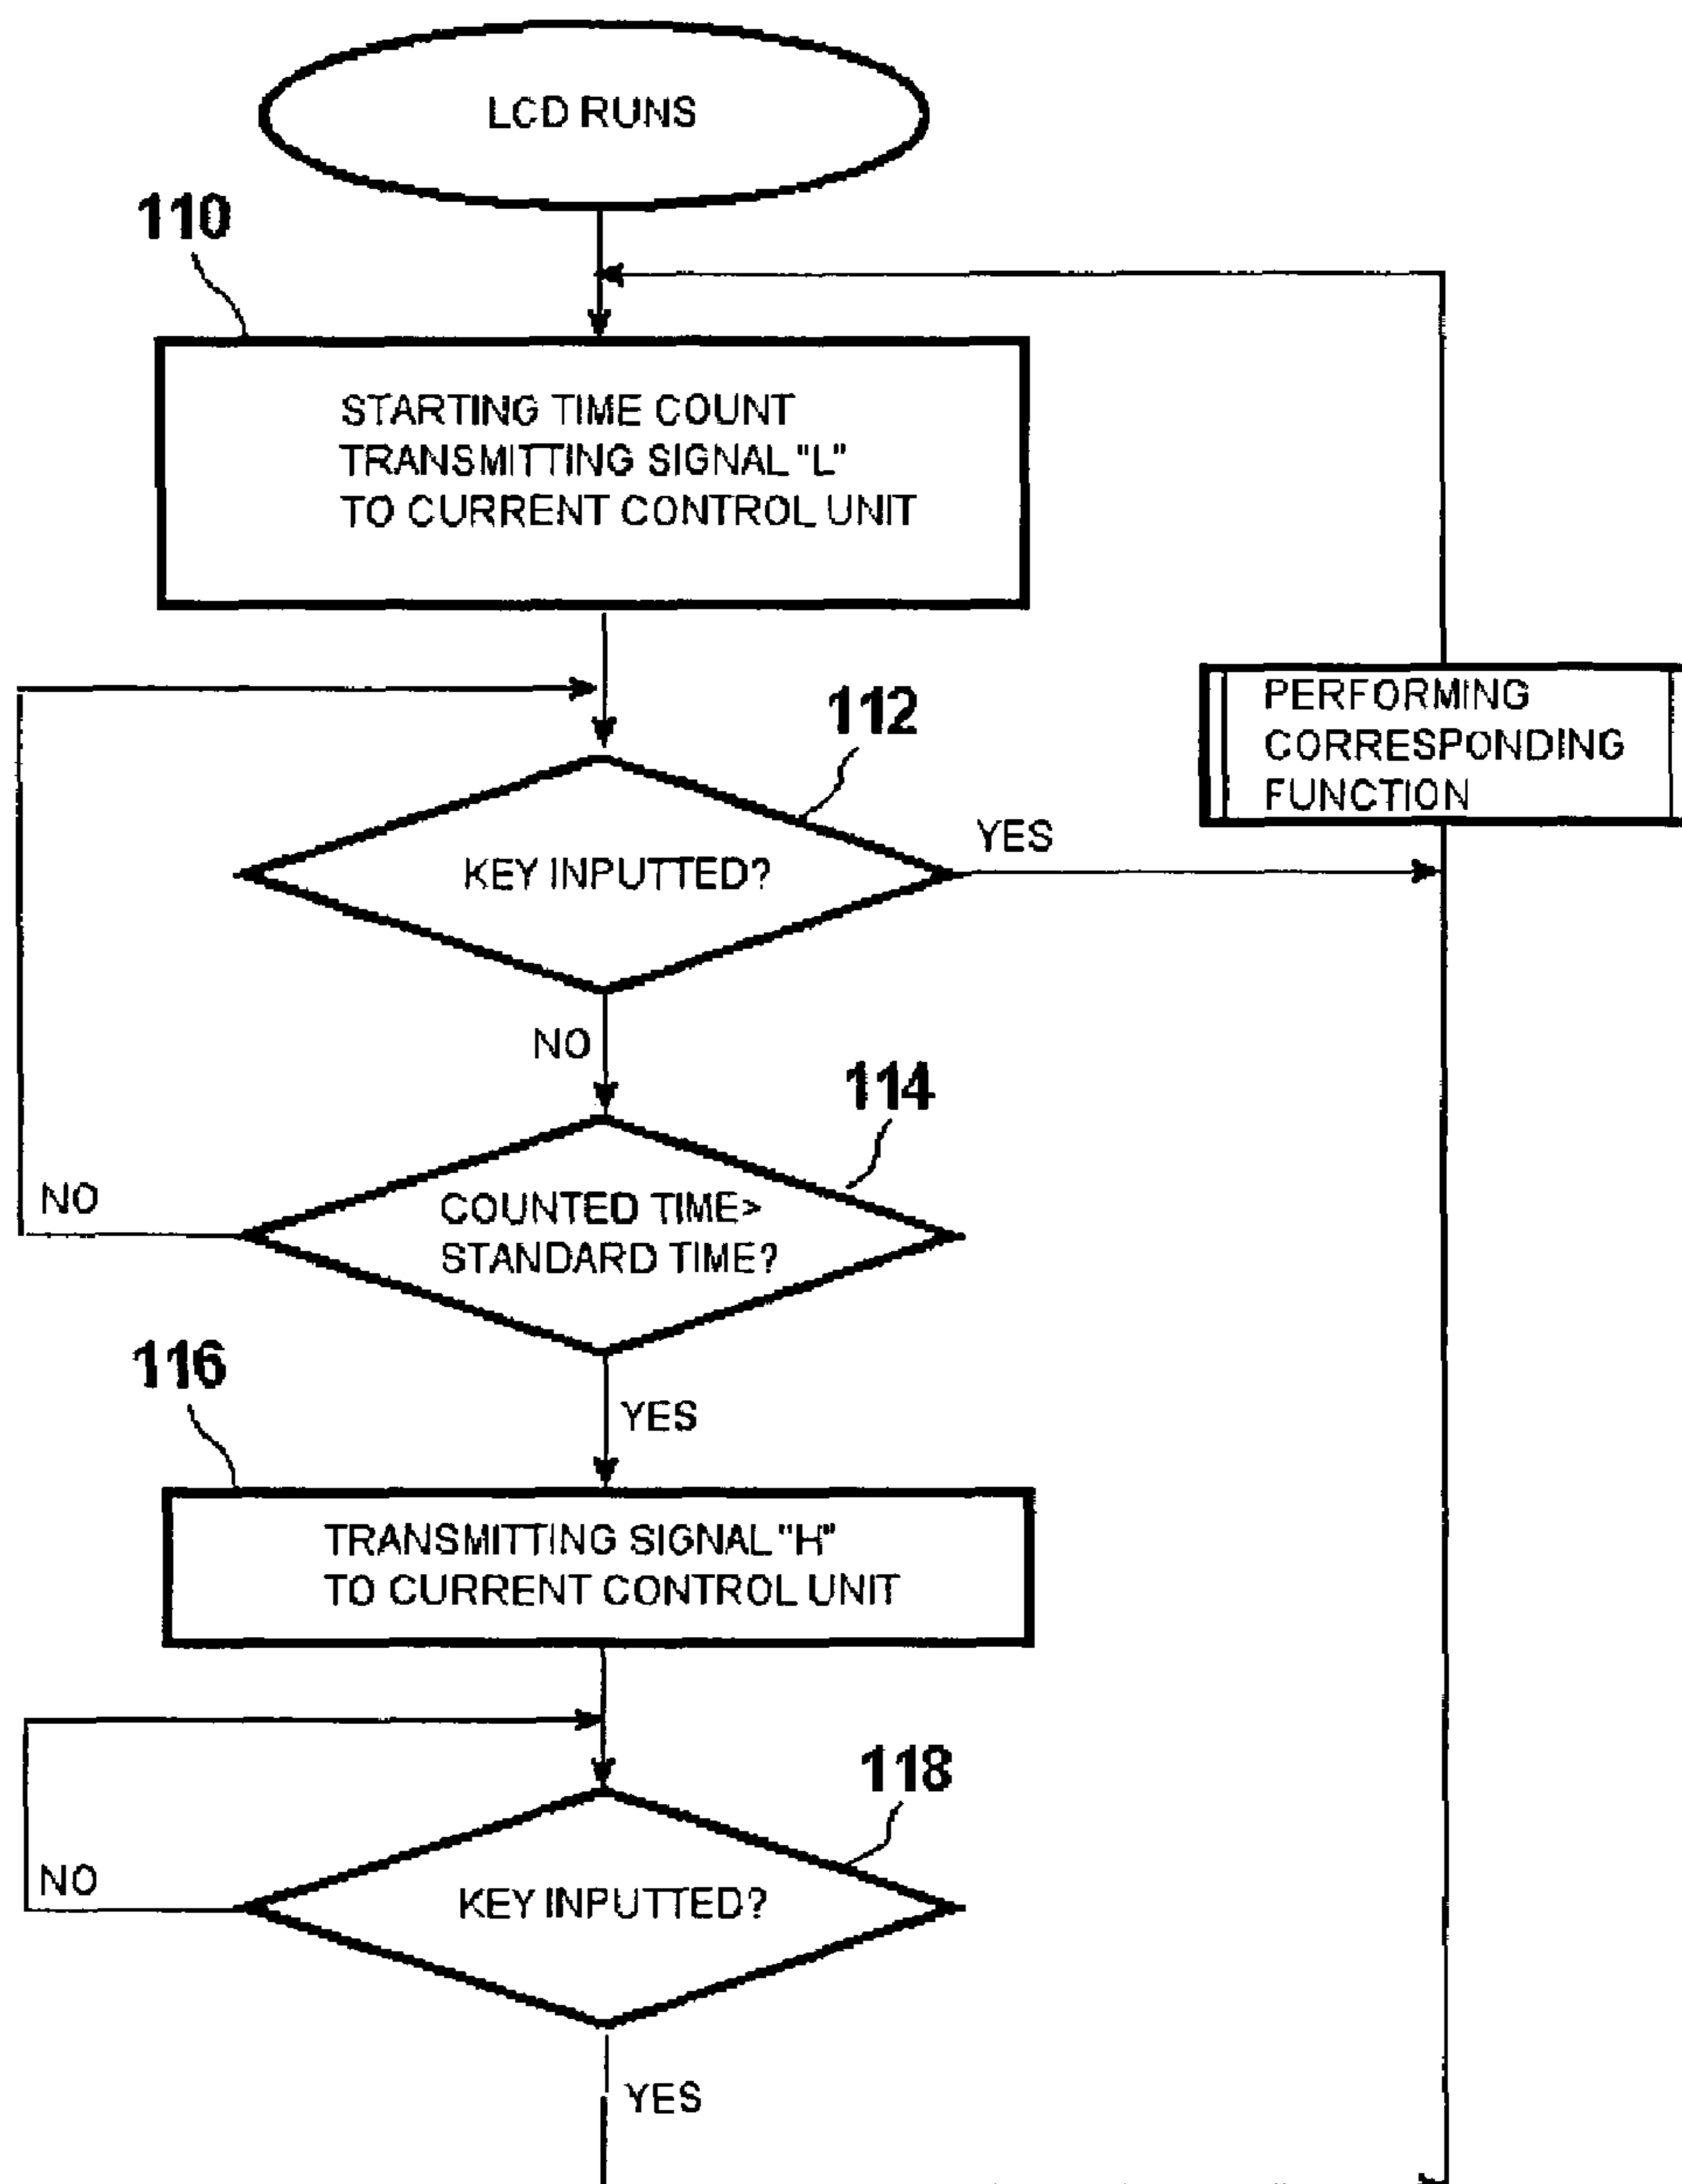 LCD RUNS
110
STARTING TIME COUNT
TRANSMITTING SIGNAL "L"
TO CURRENT CONTROL UNIT
112
PERFORMING
CORRESPONDING
FUNCTION
KEY INPUTTED?
YES
NO
114
COUNTED TIME>
STANDARD TIME?
NO
116
YES
TRANSMITTING SIGNAL "H"
TO CURRENT CONTROL UNIT
118
KEY INPUTTED?
NO
YES